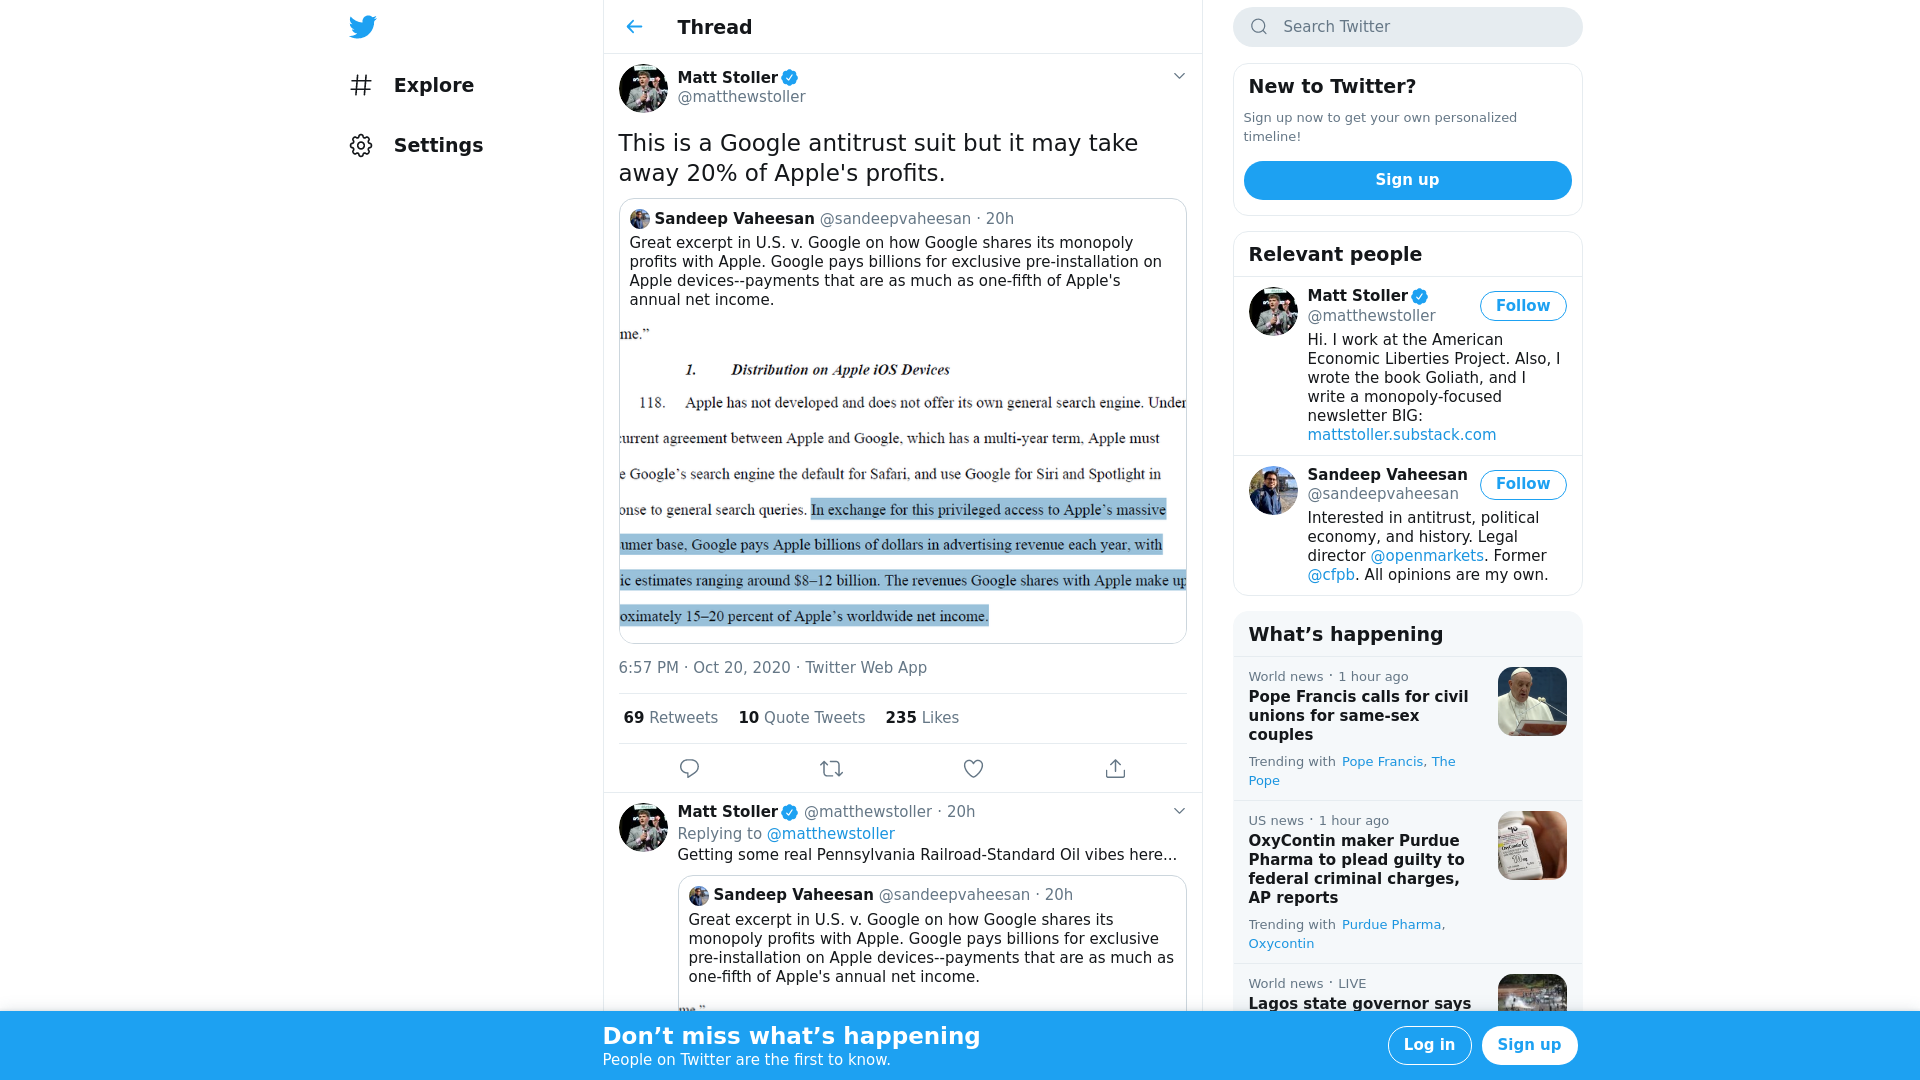 Explore
Settings
Thread
Matt Stoller
@matthewstoller
This is a Google antitrust suit but it may take
away 20% of Apple's profits.
Sandeep Vaheesan @sandeepvaheesan · 20h
Great excerpt in U.S. v. Google on how Google shares its monopoly
profits with Apple. Google pays billions for exclusive pre-installation on
Apple devices--payments that are as much as one-fifth of Apple's
annual net income.
me.”
1. Distribution on Apple iOS Devices
118. Apple has not developed and does not offer its own general search engine. Under
current agreement between Apple and Google, which has a multi-year term, Apple must
e Google’s search engine the default for Safari, and use Google for Siri and Spotlight in
onse to general search queries. In exchange for this privileged access to Apple’s massive
umer base, Google pays Apple billions of dollars in advertising revenue each year, with
ic estimates ranging around $8–12 billion. The revenues Google shares with Apple make up
oximately 15–20 percent of Apple’s worldwide net income.
6:57 PM · Oct 20, 2020 · Twitter Web App
69 Retweets 10 Quote Tweets 235 Likes
Matt Stoller @matthewstoller · 20h
Replying to @matthewstoller
Getting some real Pennsylvania Railroad-Standard Oil vibes here...
Sandeep Vaheesan @sandeepvaheesan · 20h
Great excerpt in U.S. v. Google on how Google shares its
monopoly profits with Apple. Google pays billions for exclusive
pre-installation on Apple devices--payments that are as much as
one-fifth of Apple's annual net income.
me.”
Search Twitter
New to Twitter?
Sign up now to get your own personalized
timeline!
Sign up
Relevant people
Matt Stoller
@matthewstoller
Follow
Hi. I work at the American
Economic Liberties Project. Also, I
wrote the book Goliath, and I
write a monopoly-focused
newsletter BIG:
mattstoller.substack.com
Sandeep Vaheesan
@sandeepvaheesan
Follow
Interested in antitrust, political
economy, and history. Legal
director @openmarkets. Former
@cfpb. All opinions are my own.
What’s happening
World news · 1 hour ago
Pope Francis calls for civil
unions for same-sex
couples
Trending with Pope Francis, The
Pope
US news · 1 hour ago
OxyContin maker Purdue
Pharma to plead guilty to
federal criminal charges,
AP reports
Trending with Purdue Pharma,
Oxycontin
World news · LIVE
Lagos state governor says
Don’t miss what’s happening
People on Twitter are the first to know.
Log in
Sign up